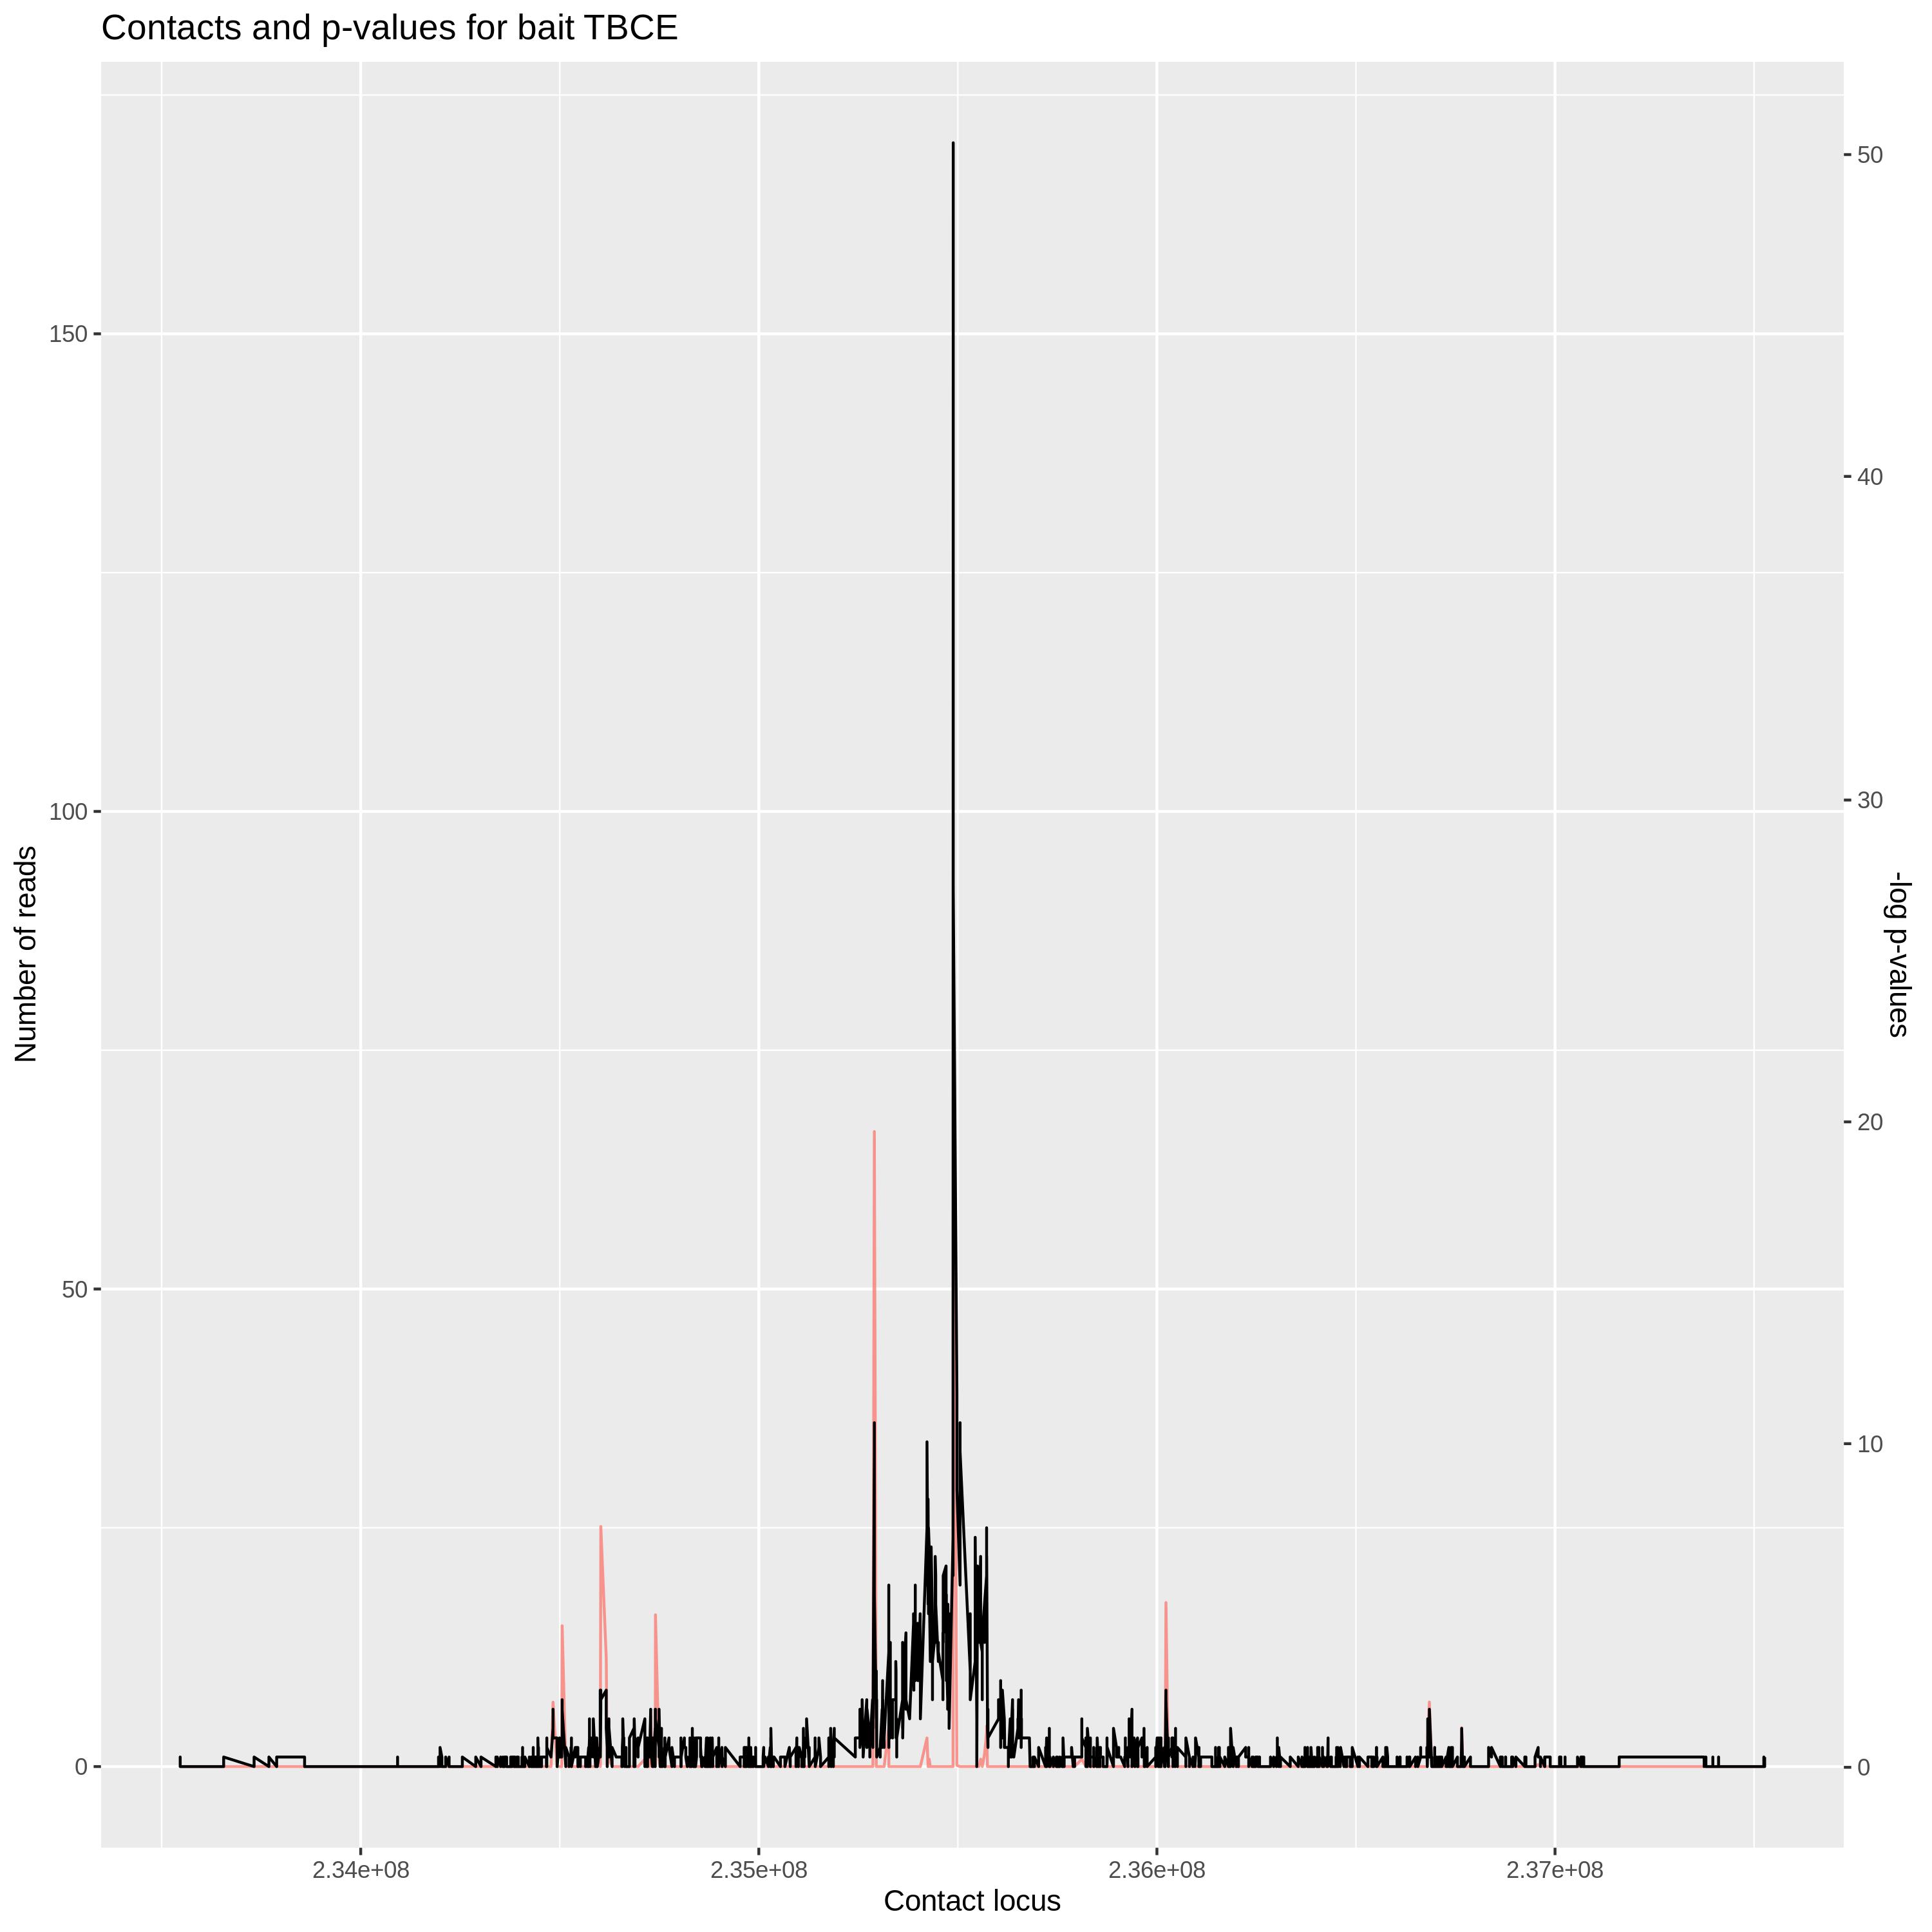 Contacts and p-values for bait TBCE
Number of reads
150
100
50
0
50
40
30
20
10
0
-log p-values
2.34e+08
2.35e+08
2.36e+08
2.37e+08
Contact locus